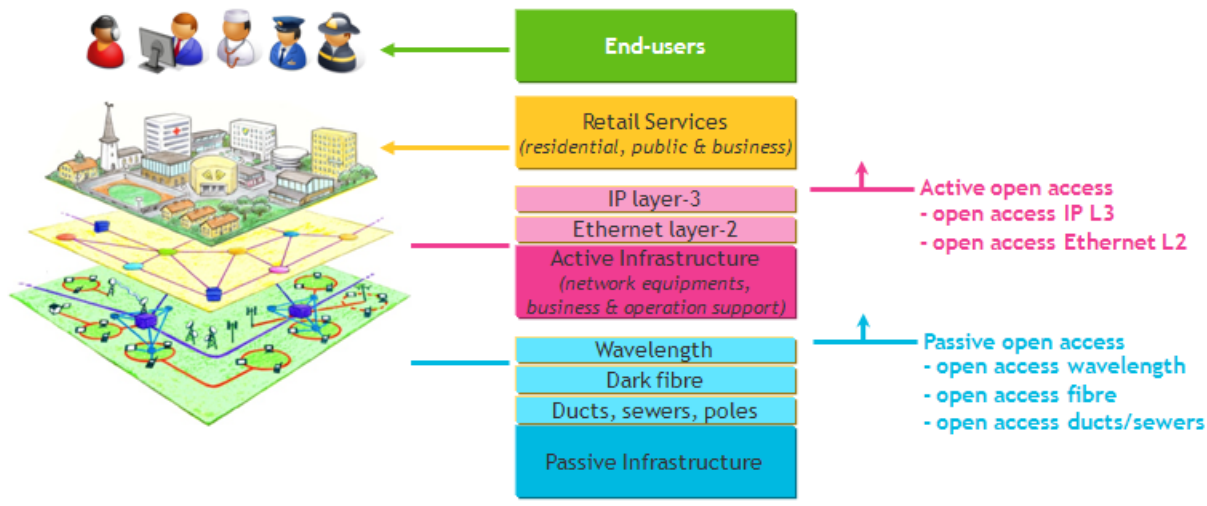 End-users
Retail Services
(residential, public & business)
IP layer-3
Ethernet layer-2
Active Infrastructure
(network equipments,
business & operation support)
Wavelength
Dark fibre
Ducts, sewers, poles
Passive Infrastructure
Active open access
- open access IP L3
- open access Ethernet L2
Passive open access
- open access wavelength
- open access fibre
- open access ducts/sewers